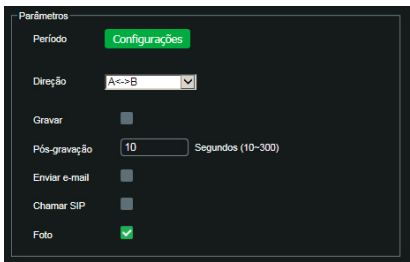 Parâmetros
Período Configurações
Direção A<->B
Gravar
Pós-gravação 10 Segundos (10~300)
Enviar e-mail
Chamar SIP
Foto